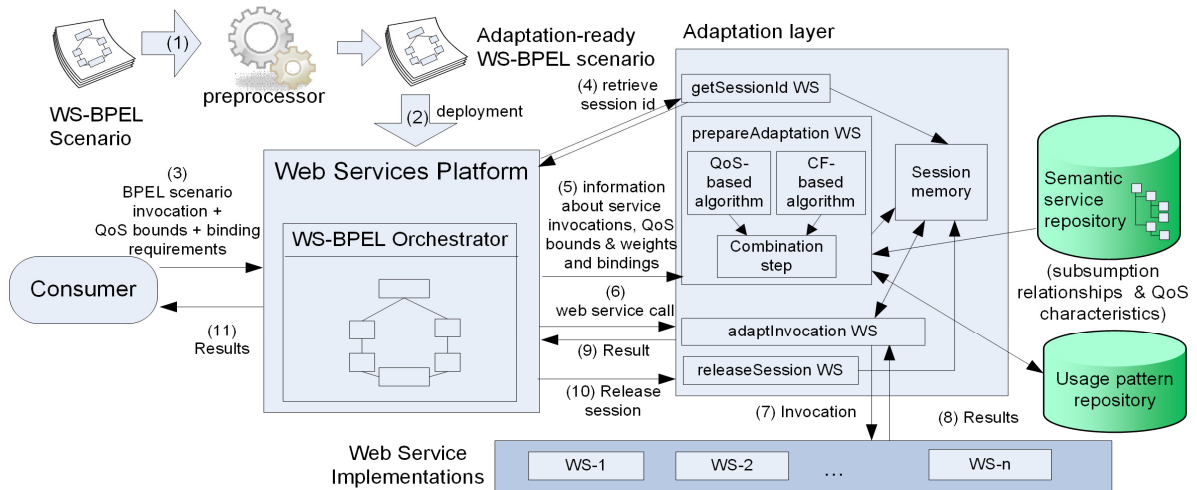 (1)
WS-BPEL
Scenario
preprocessor
Adaptation-ready
WS-BPEL scenario
(2)
deployment
(3)
BPEL scenario
invocation +
QoS bounds + binding
requirements
Consumer
(11)
Results
Web Services Platform
WS-BPEL Orchestrator
(4) retrieve
session id
(5) information
about service
invocations, QoS
bounds & weights
and bindings
(6)
web service call
(9) Result
(10) Release
session
Adaptation layer
getSessionId WS
prepareAdaptation WS
QoS-
based
algorithm
CF-
based
algorithm
Combination
step
Session
memory
adaptInvocation WS
releaseSession WS
(7) Invocation
(8) Results
Semantic
service
repository
(subsumption
relationships & QoS
characteristics)
Usage pattern
repository
Web Service
Implementations
WS-1
WS-2
...
WS-n